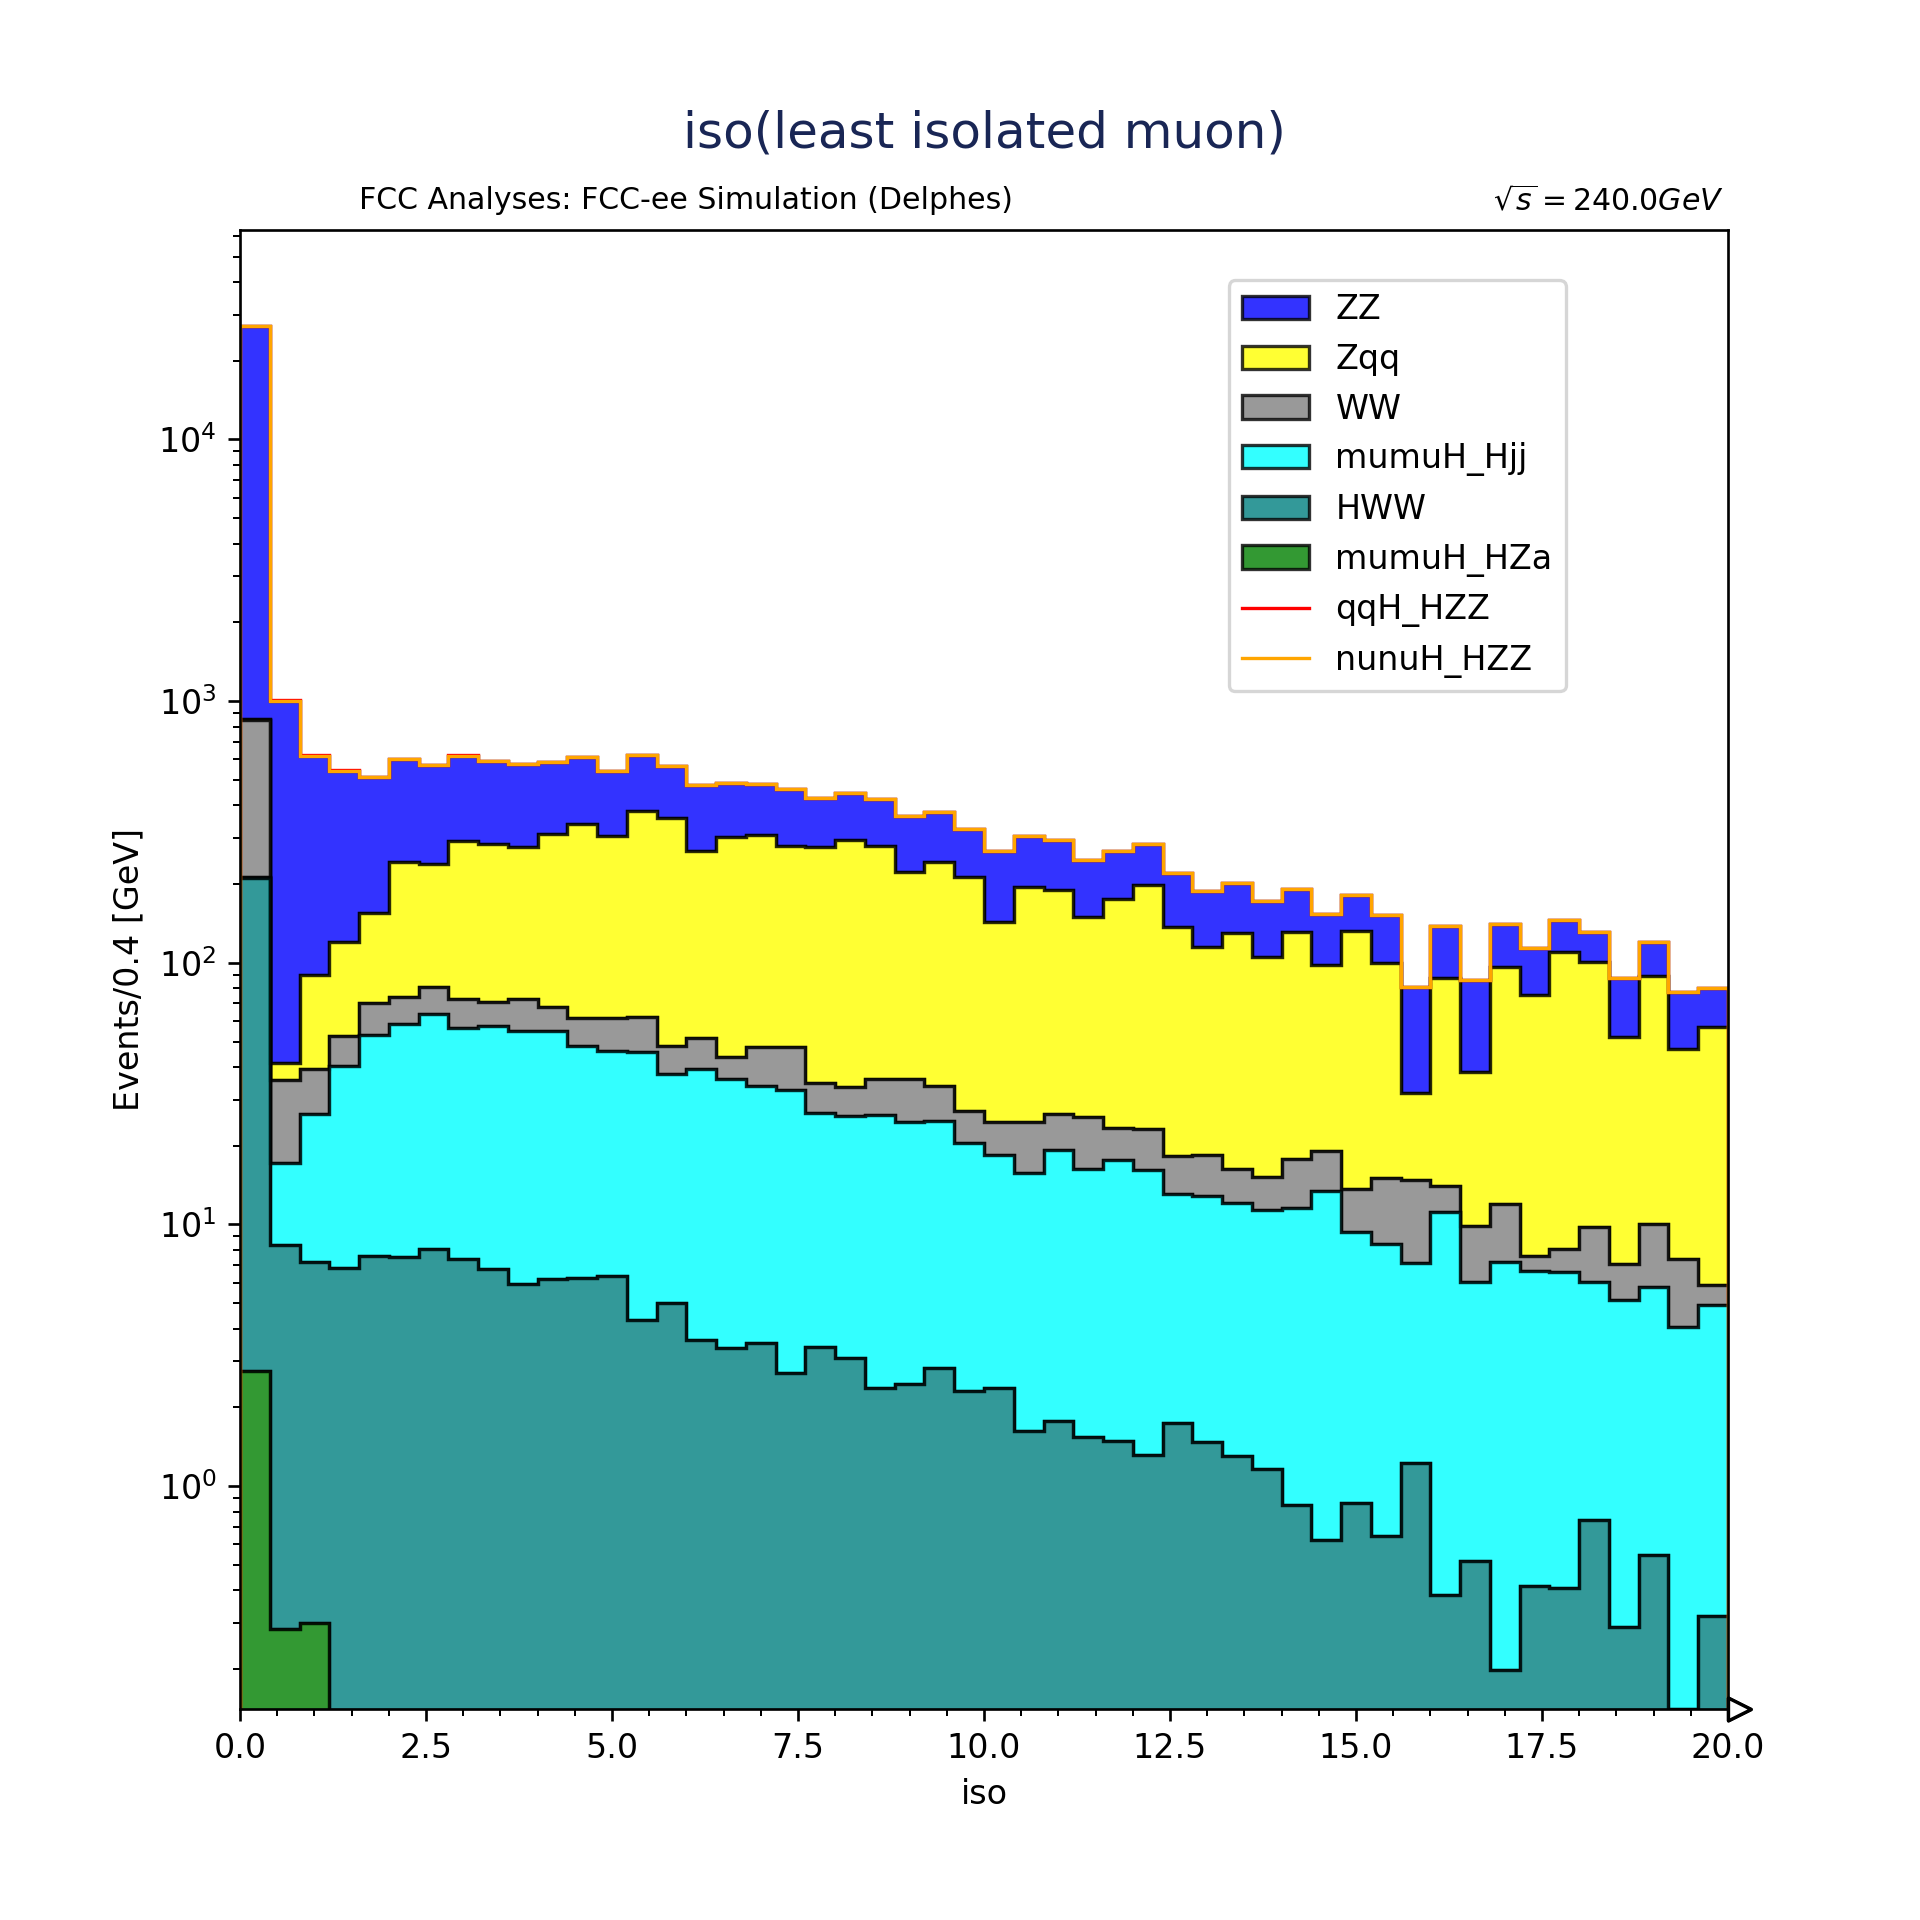 iso(least isolated muon)
FCC Analyses: FCC-ee Simulation (Delphes)
√s = 240.0GeV
ZZ
Zqq
WW
mumuH_Hjj
HWW
mumuH_HZa
qqH_HZZ
nunuH_HZZ
10⁴
10³
10²
10¹
10⁰
Events/0.4 [GeV]
0.0 2.5 5.0 7.5 10.0 12.5 15.0 17.5 20.0
iso